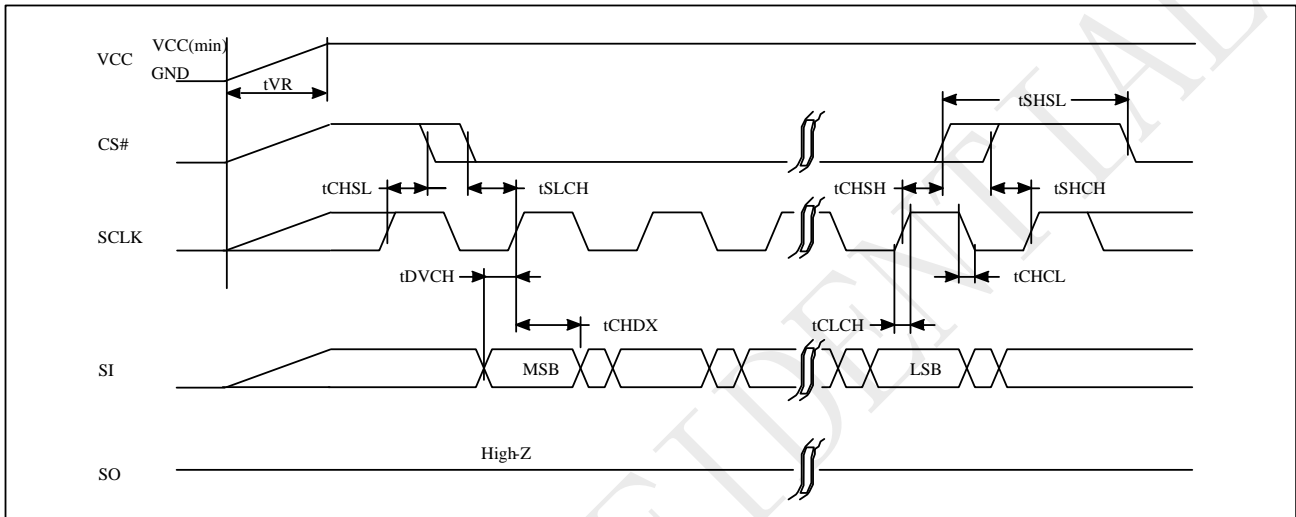 VCC VCC(min)
GND
tVR
tSHSL
CS#
tCHSL tSLCH tCHSH tSHCH
SCLK
tDVCH tCHCL
tCHDX tCLCH
SI MSB LSB
High-Z
SO